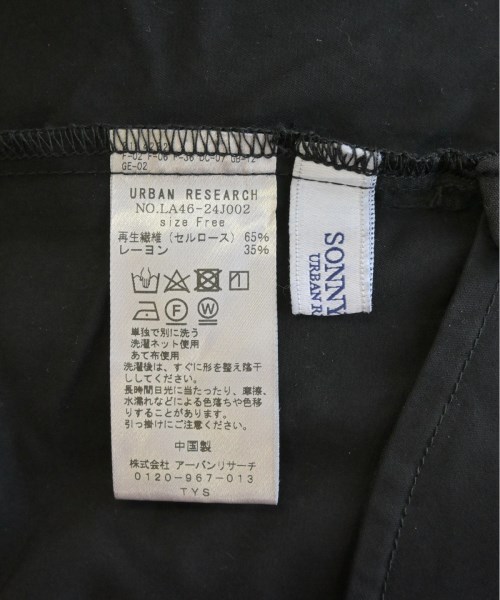 GE-02
URBAN RESEARCH
NO.LA46-24J002
size Free
再生繊維 (セルロース) 65%
レーヨン 35%
F W
単独で別に洗う
洗濯ネット使用
あて布使用
洗濯後は、すぐに形を整え陰干
ししてください。
長時間日光に当たったり、摩擦、
水濡れなどによる色落ちや色移
りすることがあります。
引っ掛けにご注意ください。
中国製
株式会社 アーバンリサーチ
0120-967-013
TYS
SONNY
URBAN R